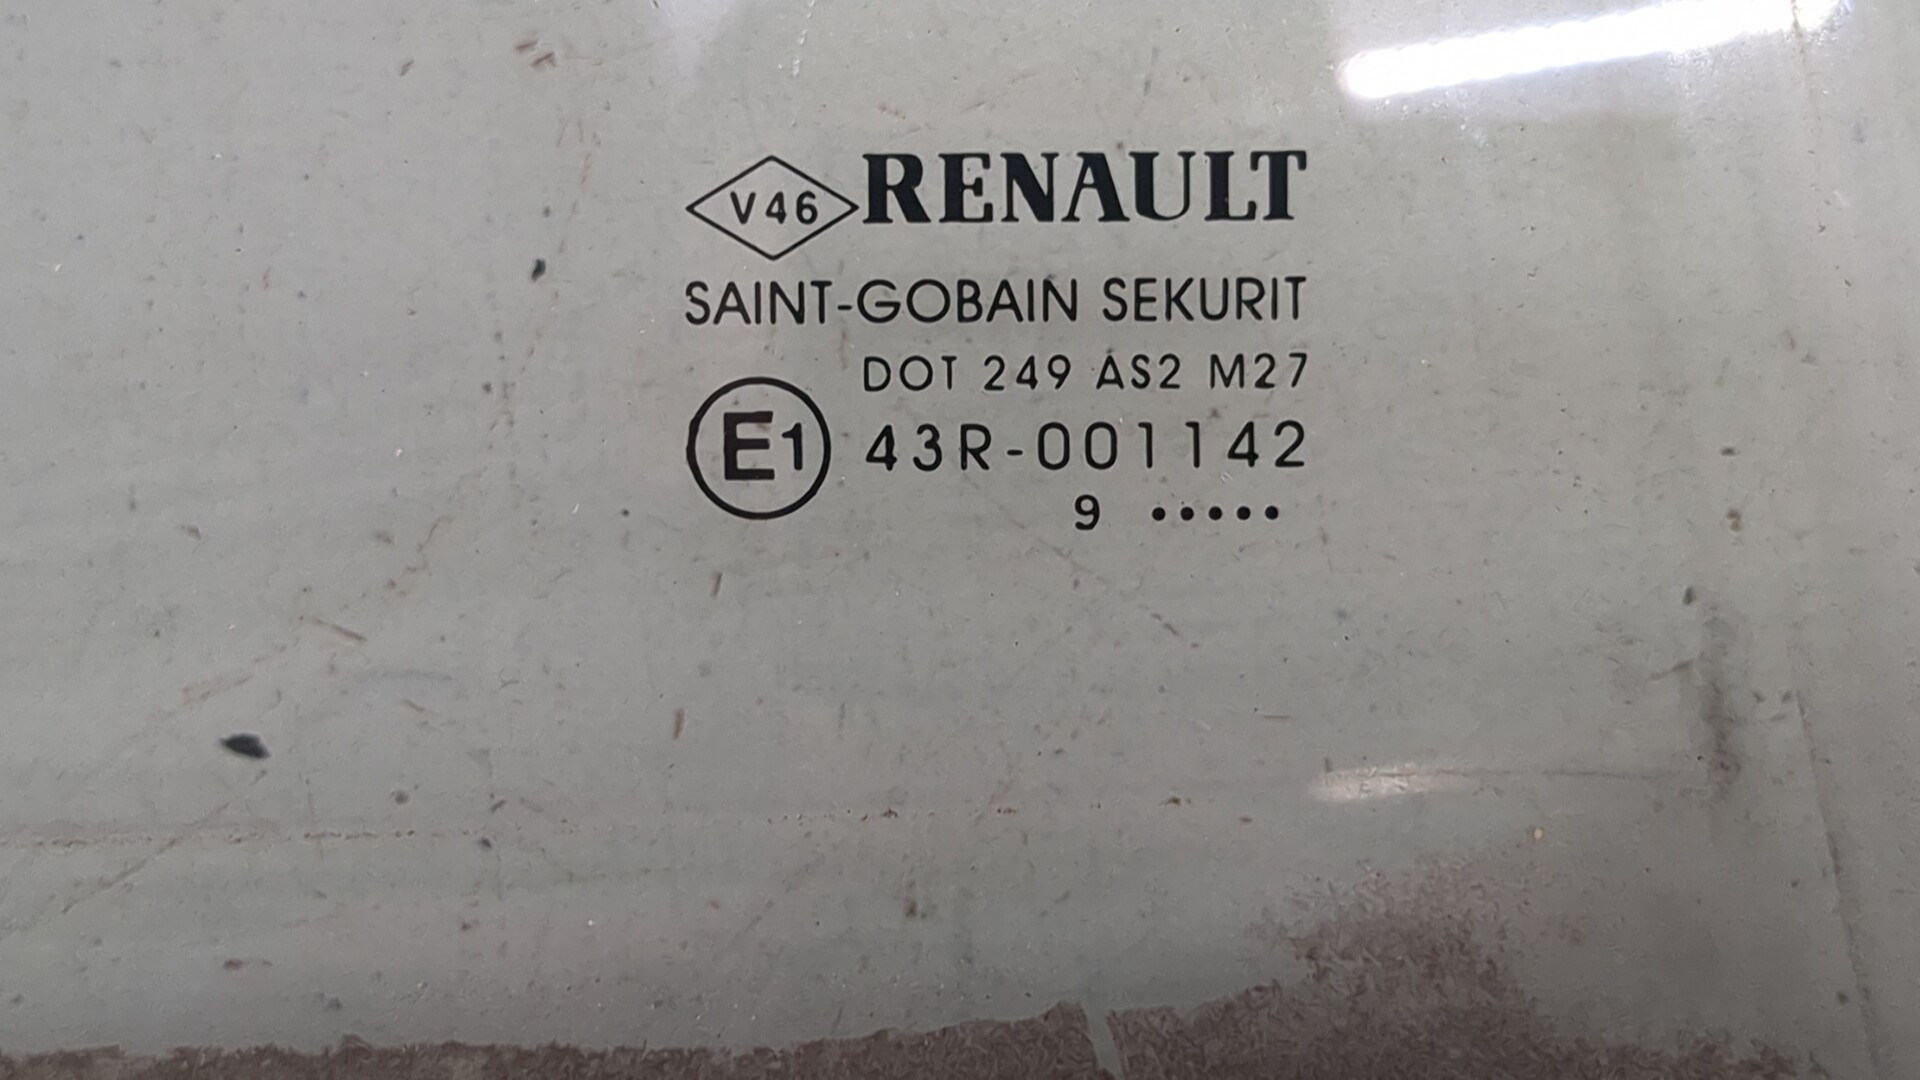 V46 RENAULT
SAINT-GOBAIN SEKURIT
DOT 249 AS2 M27
E1 43R-001142
9 •••••